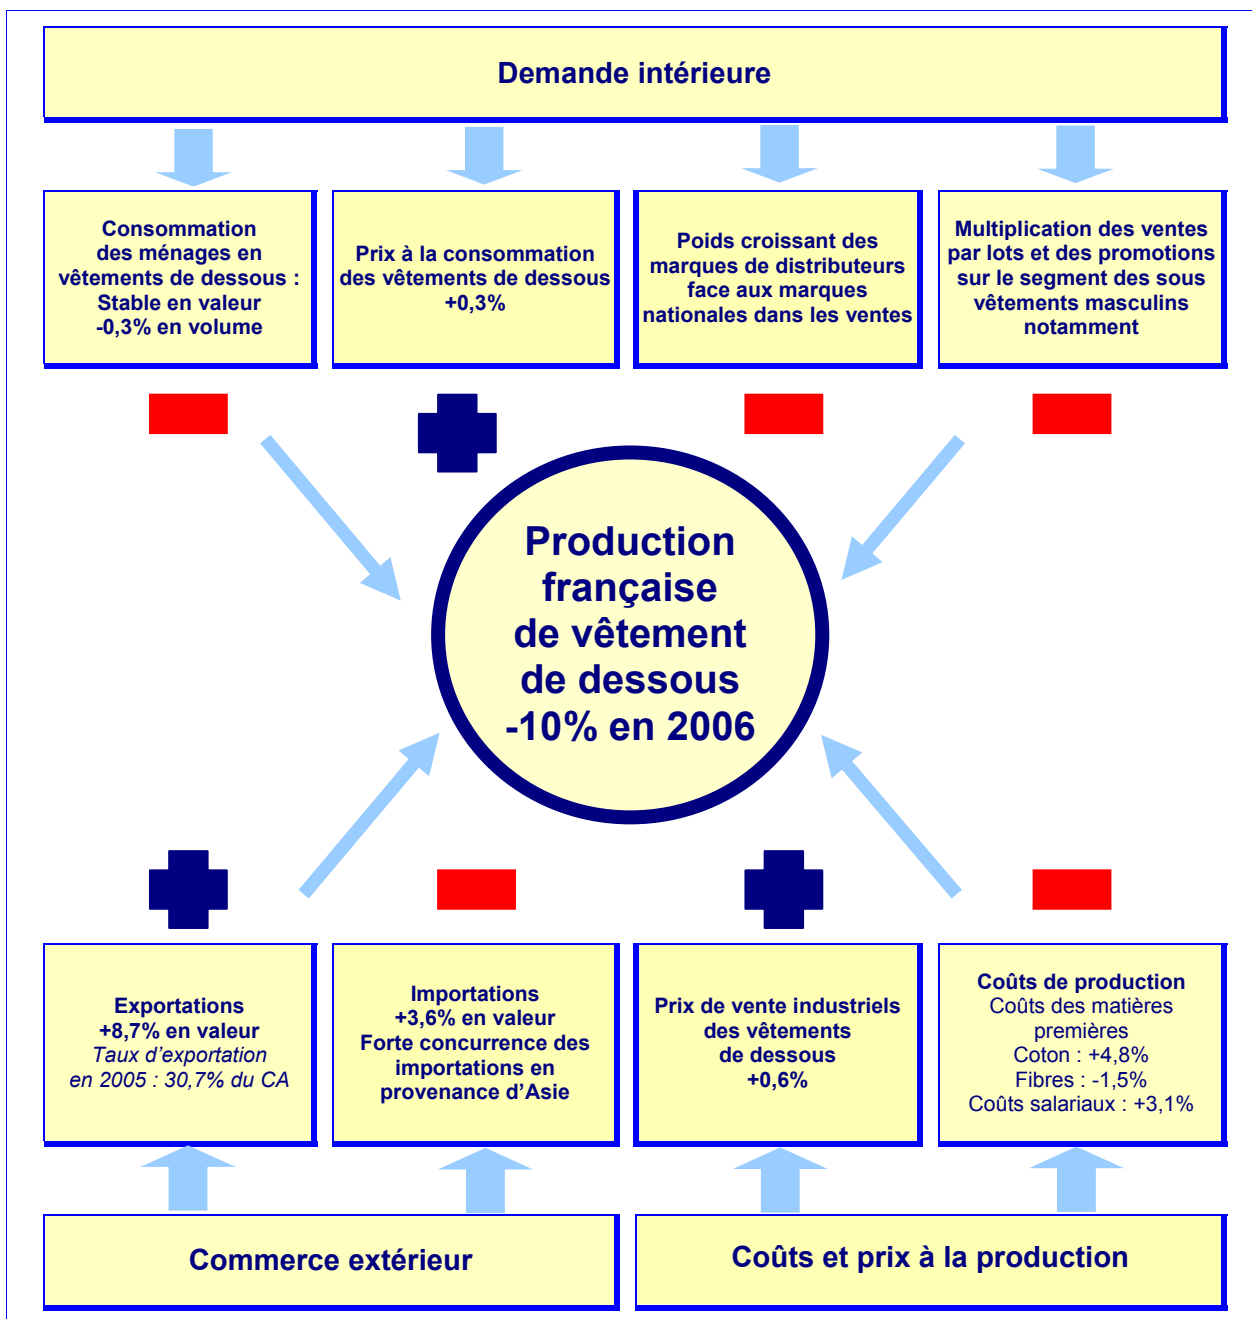 Demande intérieure
Consommation
des ménages en
vêtements de dessous :
Stable en valeur
-0,3% en volume
Prix à la consommation
des vêtements de dessous
+0,3%
Poids croissant des
marques de distributeurs
face aux marques
nationales dans les ventes
Multiplication des ventes
par lots et des promotions
sur le segment des sous
vêtements masculins
notamment
Production
française
de vêtement
de dessous
-10% en 2006
Exportations
+8,7% en valeur
Taux d’exportation
en 2005 : 30,7% du CA
Importations
+3,6% en valeur
Forte concurrence des
importations en
provenance d’Asie
Prix de vente industriels
des vêtements
de dessous
+0,6%
Coûts de production
Coûts des matières
premières
Coton : +4,8%
Fibres : -1,5%
Coûts salariaux : +3,1%
Commerce extérieur
Coûts et prix à la production